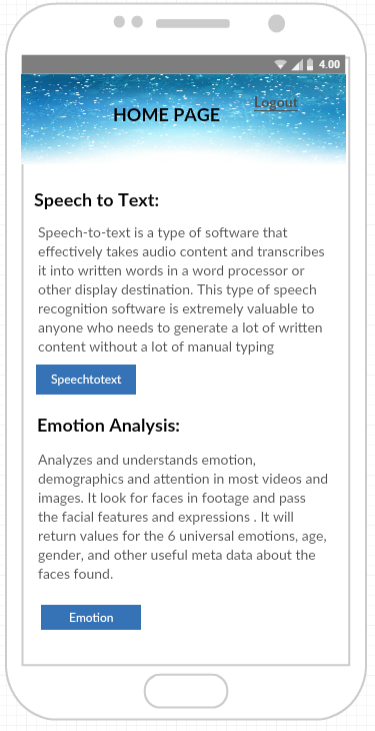 4.00
Logout
HOME PAGE
Speech to Text:
Speech-to-text is a type of software that
effectively takes audio content and transcribes
it into written words in a word processor or
other display destination. This type of speech
recognition software is extremely valuable to
anyone who needs to generate a lot of written
content without a lot of manual typing
Speechtotext
Emotion Analysis:
Analyzes and understands emotion,
demographics and attention in most videos and
images. It look for faces in footage and pass
the facial features and expressions . It will
return values for the 6 universal emotions, age,
gender, and other useful meta data about the
faces found.
Emotion